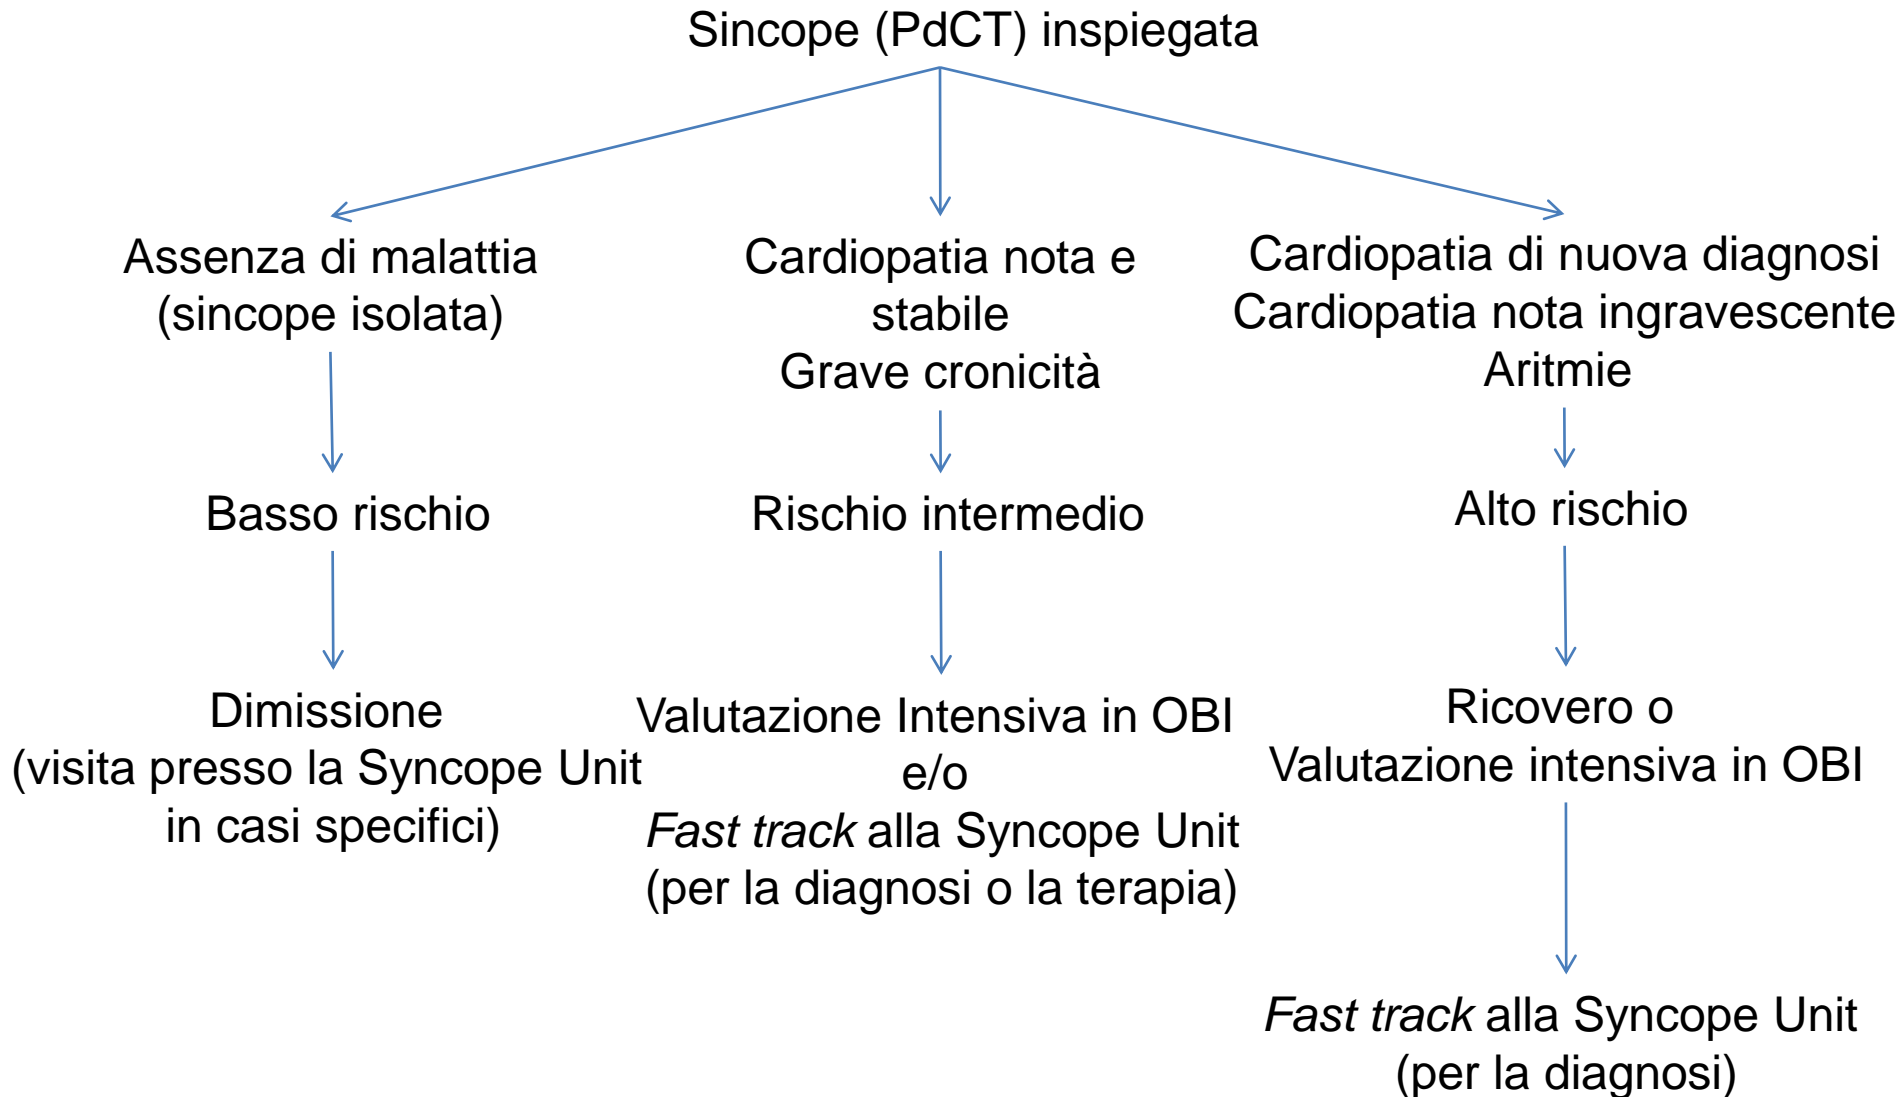 Sincope (PdCT) inspiegata
Assenza di malattia
(sincope isolata)
Cardiopatia nota e
stabile
Grave cronicità
Cardiopatia di nuova diagnosi
Cardiopatia nota ingravescente
Aritmie
Basso rischio
Rischio intermedio
Alto rischio
Dimissione
(visita presso la Syncope Unit
in casi specifici)
Valutazione Intensiva in OBI
e/o
Fast track alla Syncope Unit
(per la diagnosi o la terapia)
Ricovero o
Valutazione intensiva in OBI
Fast track alla Syncope Unit
(per la diagnosi)